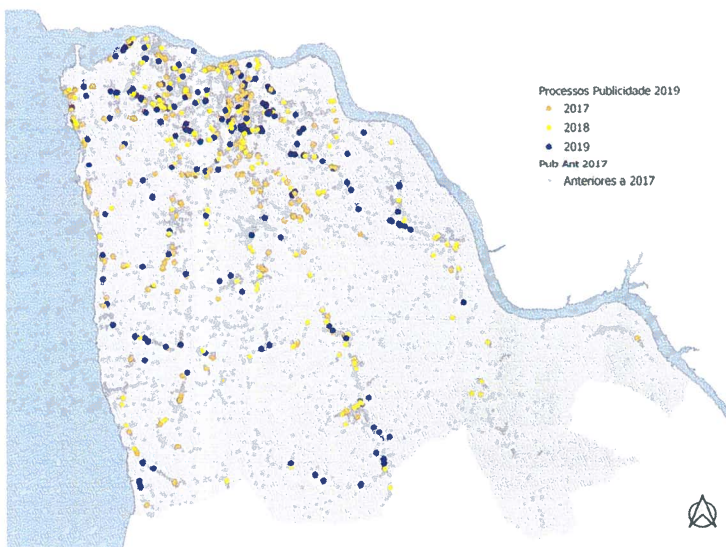 Processos Publicidade 2019
2017
2018
2019
Pub Ant 2017
Anteriores a 2017